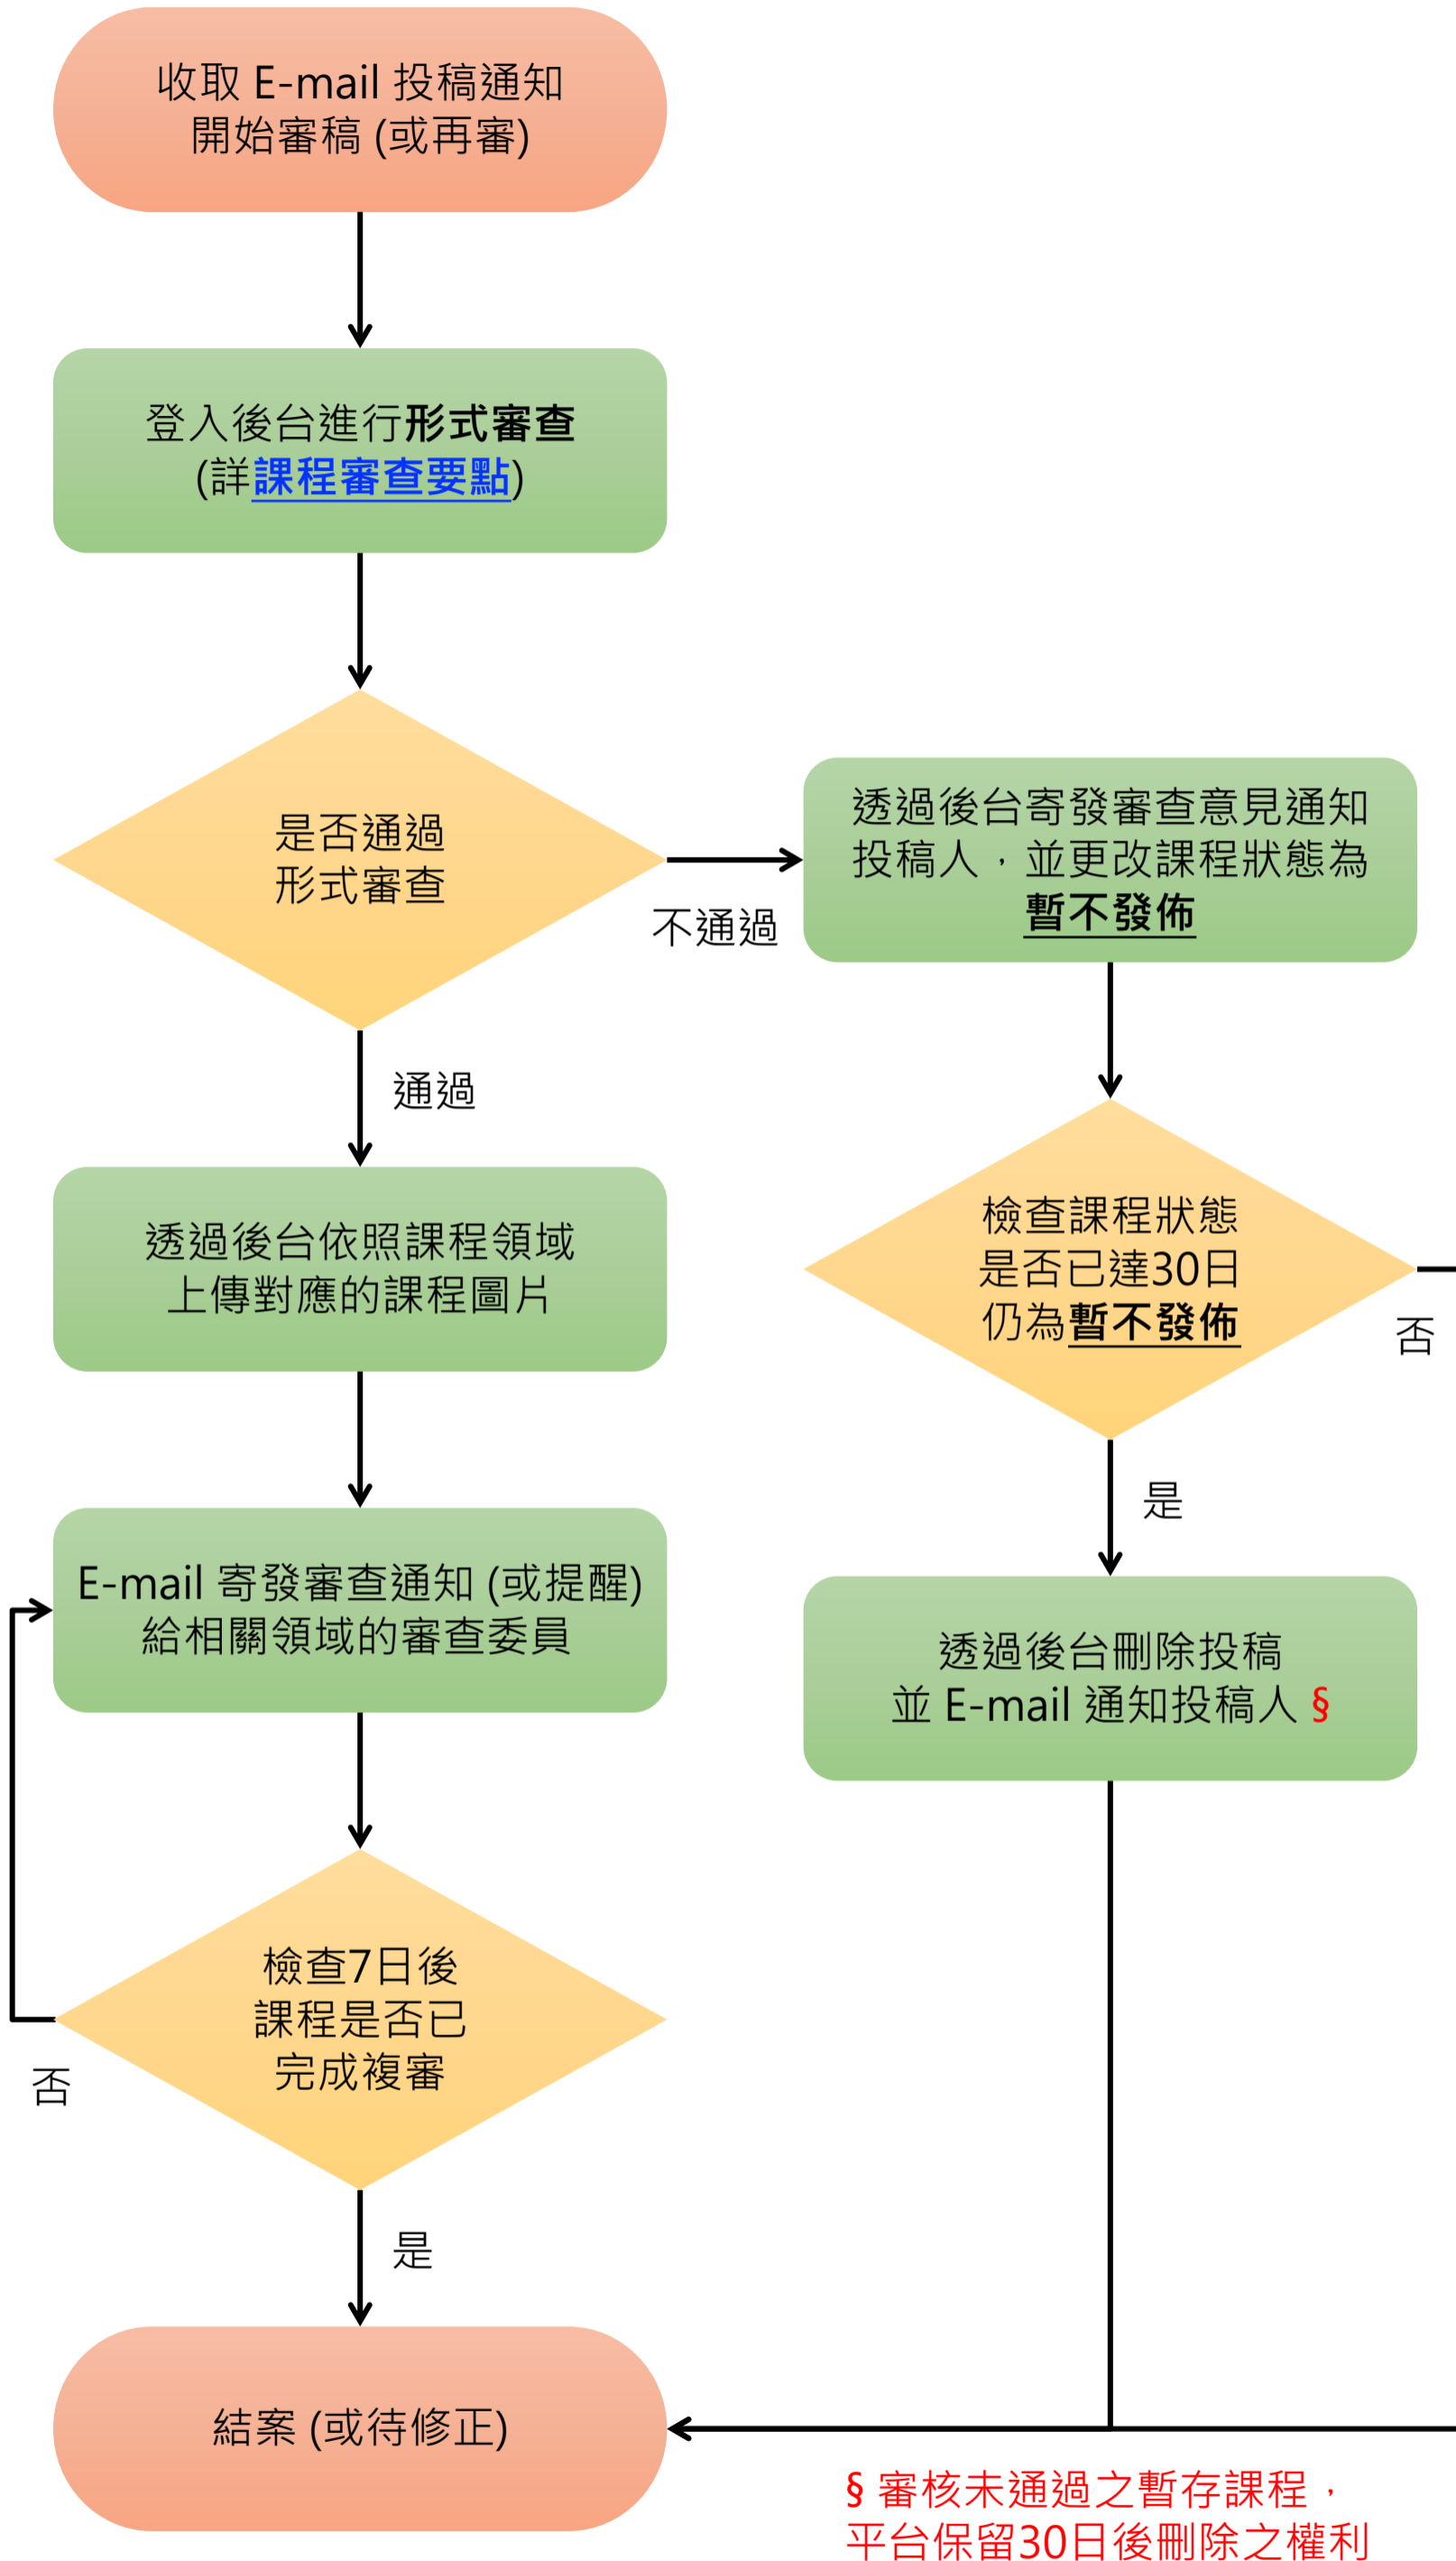 收取 E-mail 投稿通知
開始審稿 (或再審)
登入後台進行形式審查
(詳課程審查要點)
是否通過
形式審查
不通過
透過後台寄發審查意見通知
投稿人，並更改課程狀態為
暫不發佈
通過
檢查課程狀態
是否已達30日
仍為暫不發佈
否
是
透過後台依照課程領域
上傳對應的課程圖片
E-mail 寄發審查通知 (或提醒)
給相關領域的審查委員
透過後台刪除投稿
並 E-mail 通知投稿人 §
檢查7日後
課程是否已
完成複審
否
是
結案 (或待修正)
§ 審核未通過之暫存課程，
平台保留30日後刪除之權利